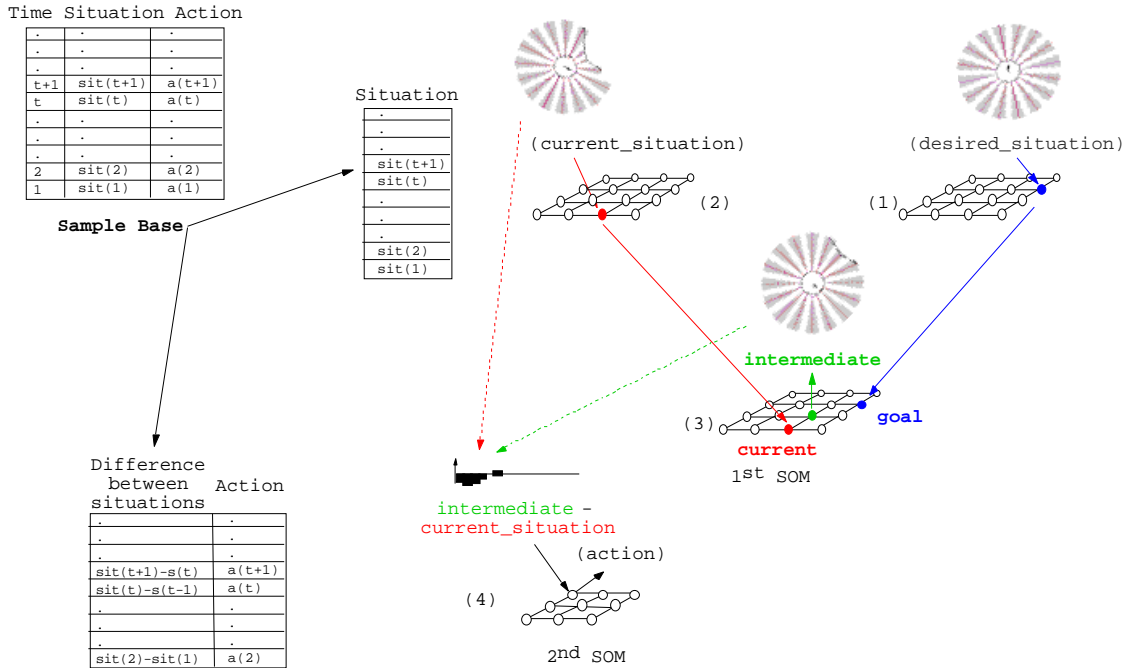 Time Situation Action
. . .
. . .
. . .
t+1 sit(t+1) a(t+1)
t sit(t) a(t)
. . .
. . .
. . .
2 sit(2) a(2)
1 sit(1) a(1)
Sample Base
Situation
.
.
.
sit(t+1)
sit(t)
.
.
.
sit(2)
sit(1)
(current_situation)
(2)
(desired_situation)
(1)
intermediate
(3)
goal
current
1st SOM
Difference
between
situations
Action
. .
. .
. .
sit(t+1)-s(t) a(t+1)
sit(t)-s(t-1) a(t)
. .
. .
. .
sit(2)-sit(1) a(2)
intermediate -
current_situation
(action)
(4)
2nd SOM